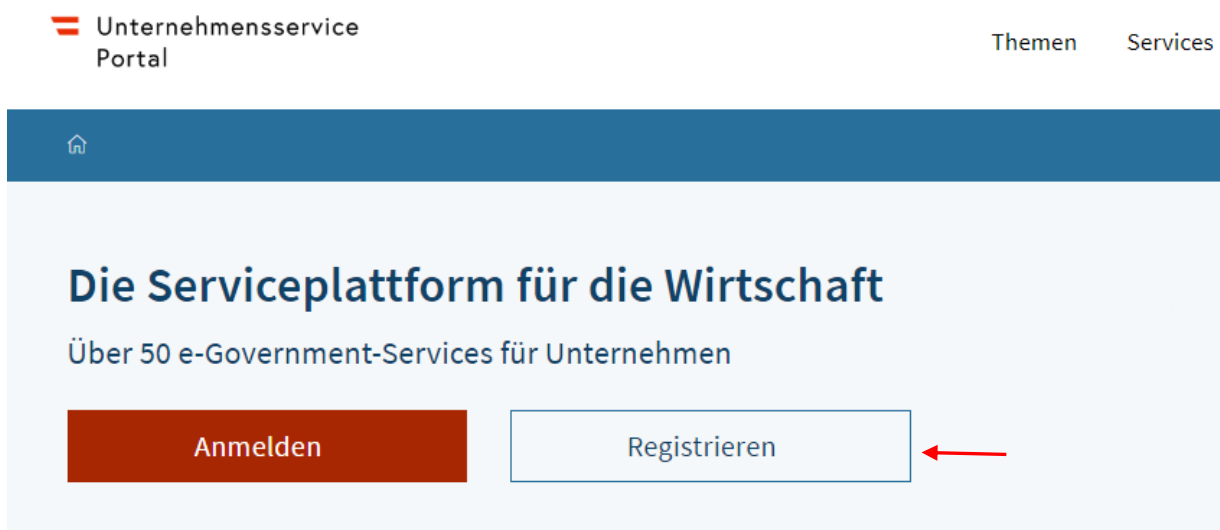 Unternehmensservice
Portal
Themen Services
Die Serviceplattform für die Wirtschaft
Über 50 e-Government-Services für Unternehmen
Anmelden Registrieren